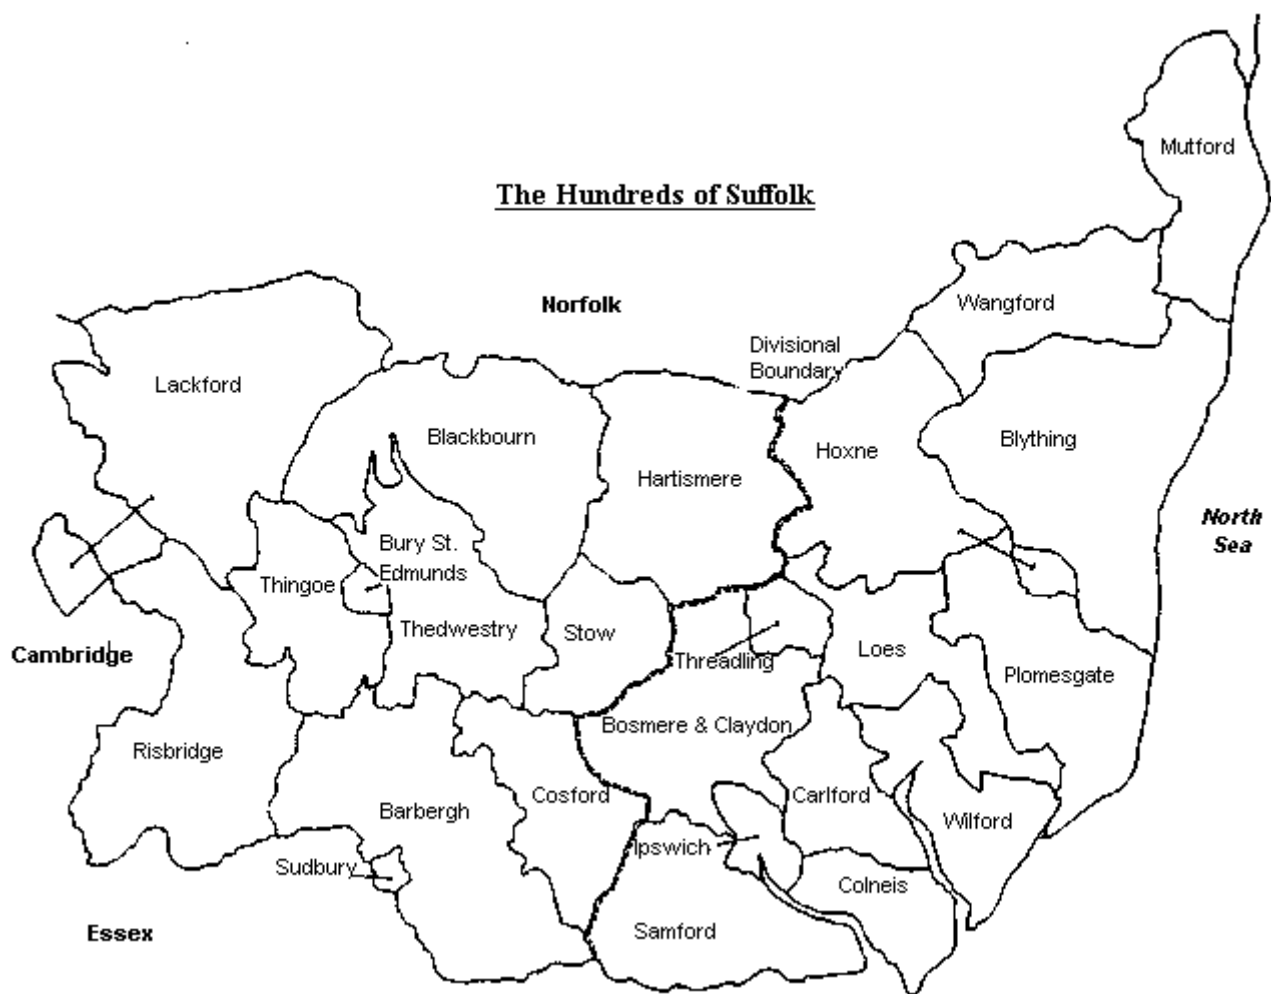 The Hundreds of Suffolk
Mutford
Norfolk
Wangford
Divisional
Boundary
Lackford
Blackbourn
Hartismere
Hoxne
Blything
North
Sea
Bury St.
Edmunds
Thingoe
Thedwestry
Stow
Threadling
Loes
Plomesgate
Cambridge
Risbridge
Bosmere & Claydon
Barbergh
Cosford
Carlford
Wilford
Ipswich
Sudbury
Colneis
Samford
Essex